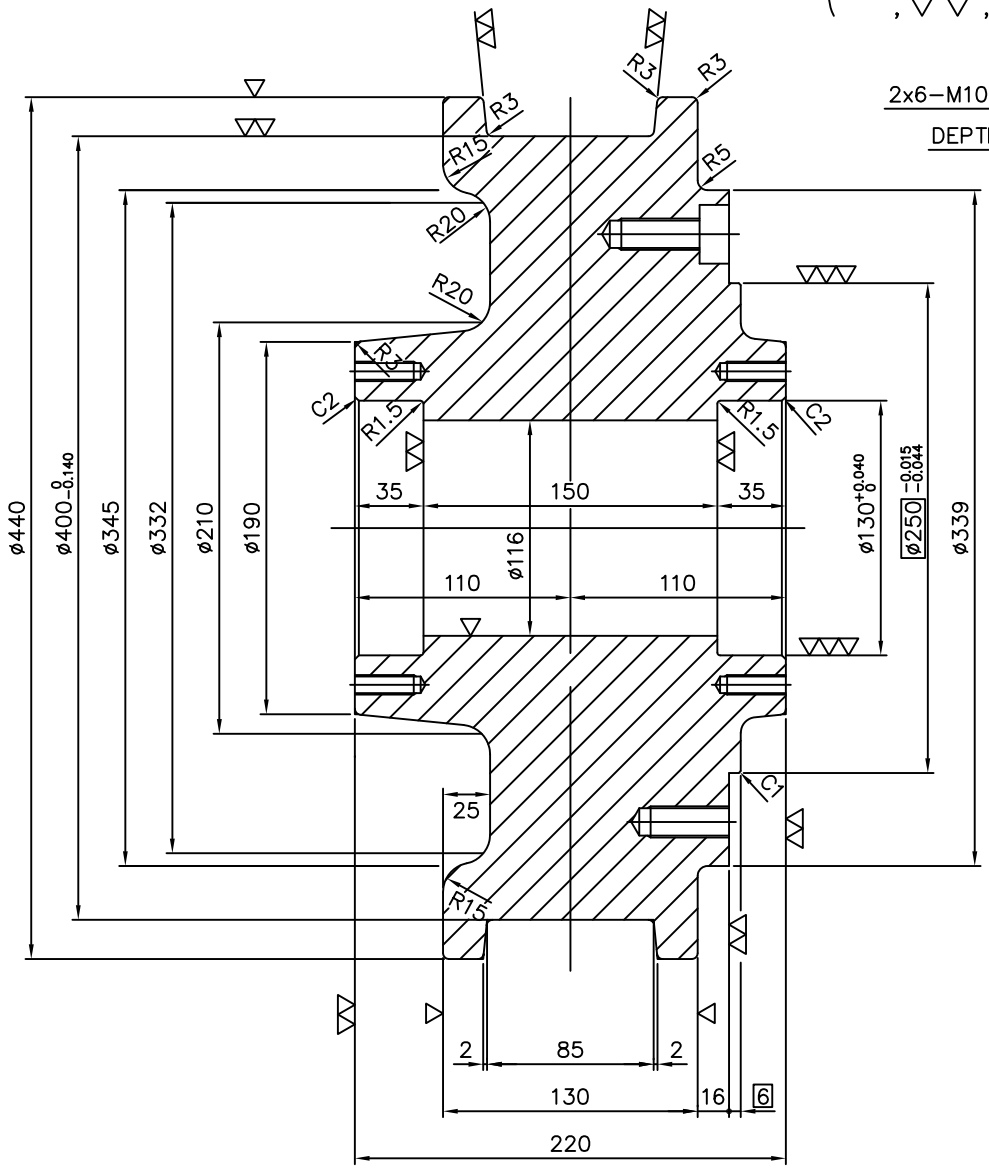 ( , ,
R3
R3
R3
2x6-M10
DEPT
R15
R5
R20
R20
R3
C2
R1.5
R1.5
C2
35
150
35
ø440
ø400 0 -0.140
ø345
ø332
ø210
ø190
ø116
ø130 +0.040 0
ø250 -0.015 -0.044
ø339
110
110
25
C1
R15
2
85
2
130
16
6
220